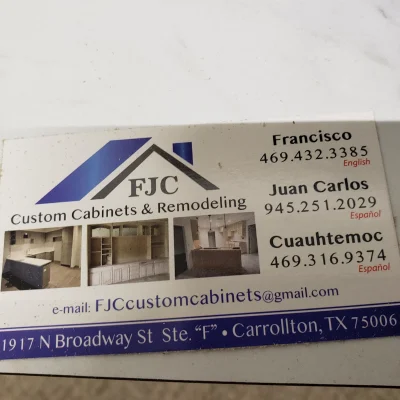 FJC
Custom Cabinets & Remodeling
Francisco
469.432.3385
English
Juan Carlos
945.251.2029
Español
Cuauhtemoc
469.316.9374
Español
e-mail: FJCcustomcabinets@gmail.com
1917 N Broadway St Ste. “F” • Carrollton, TX 75006